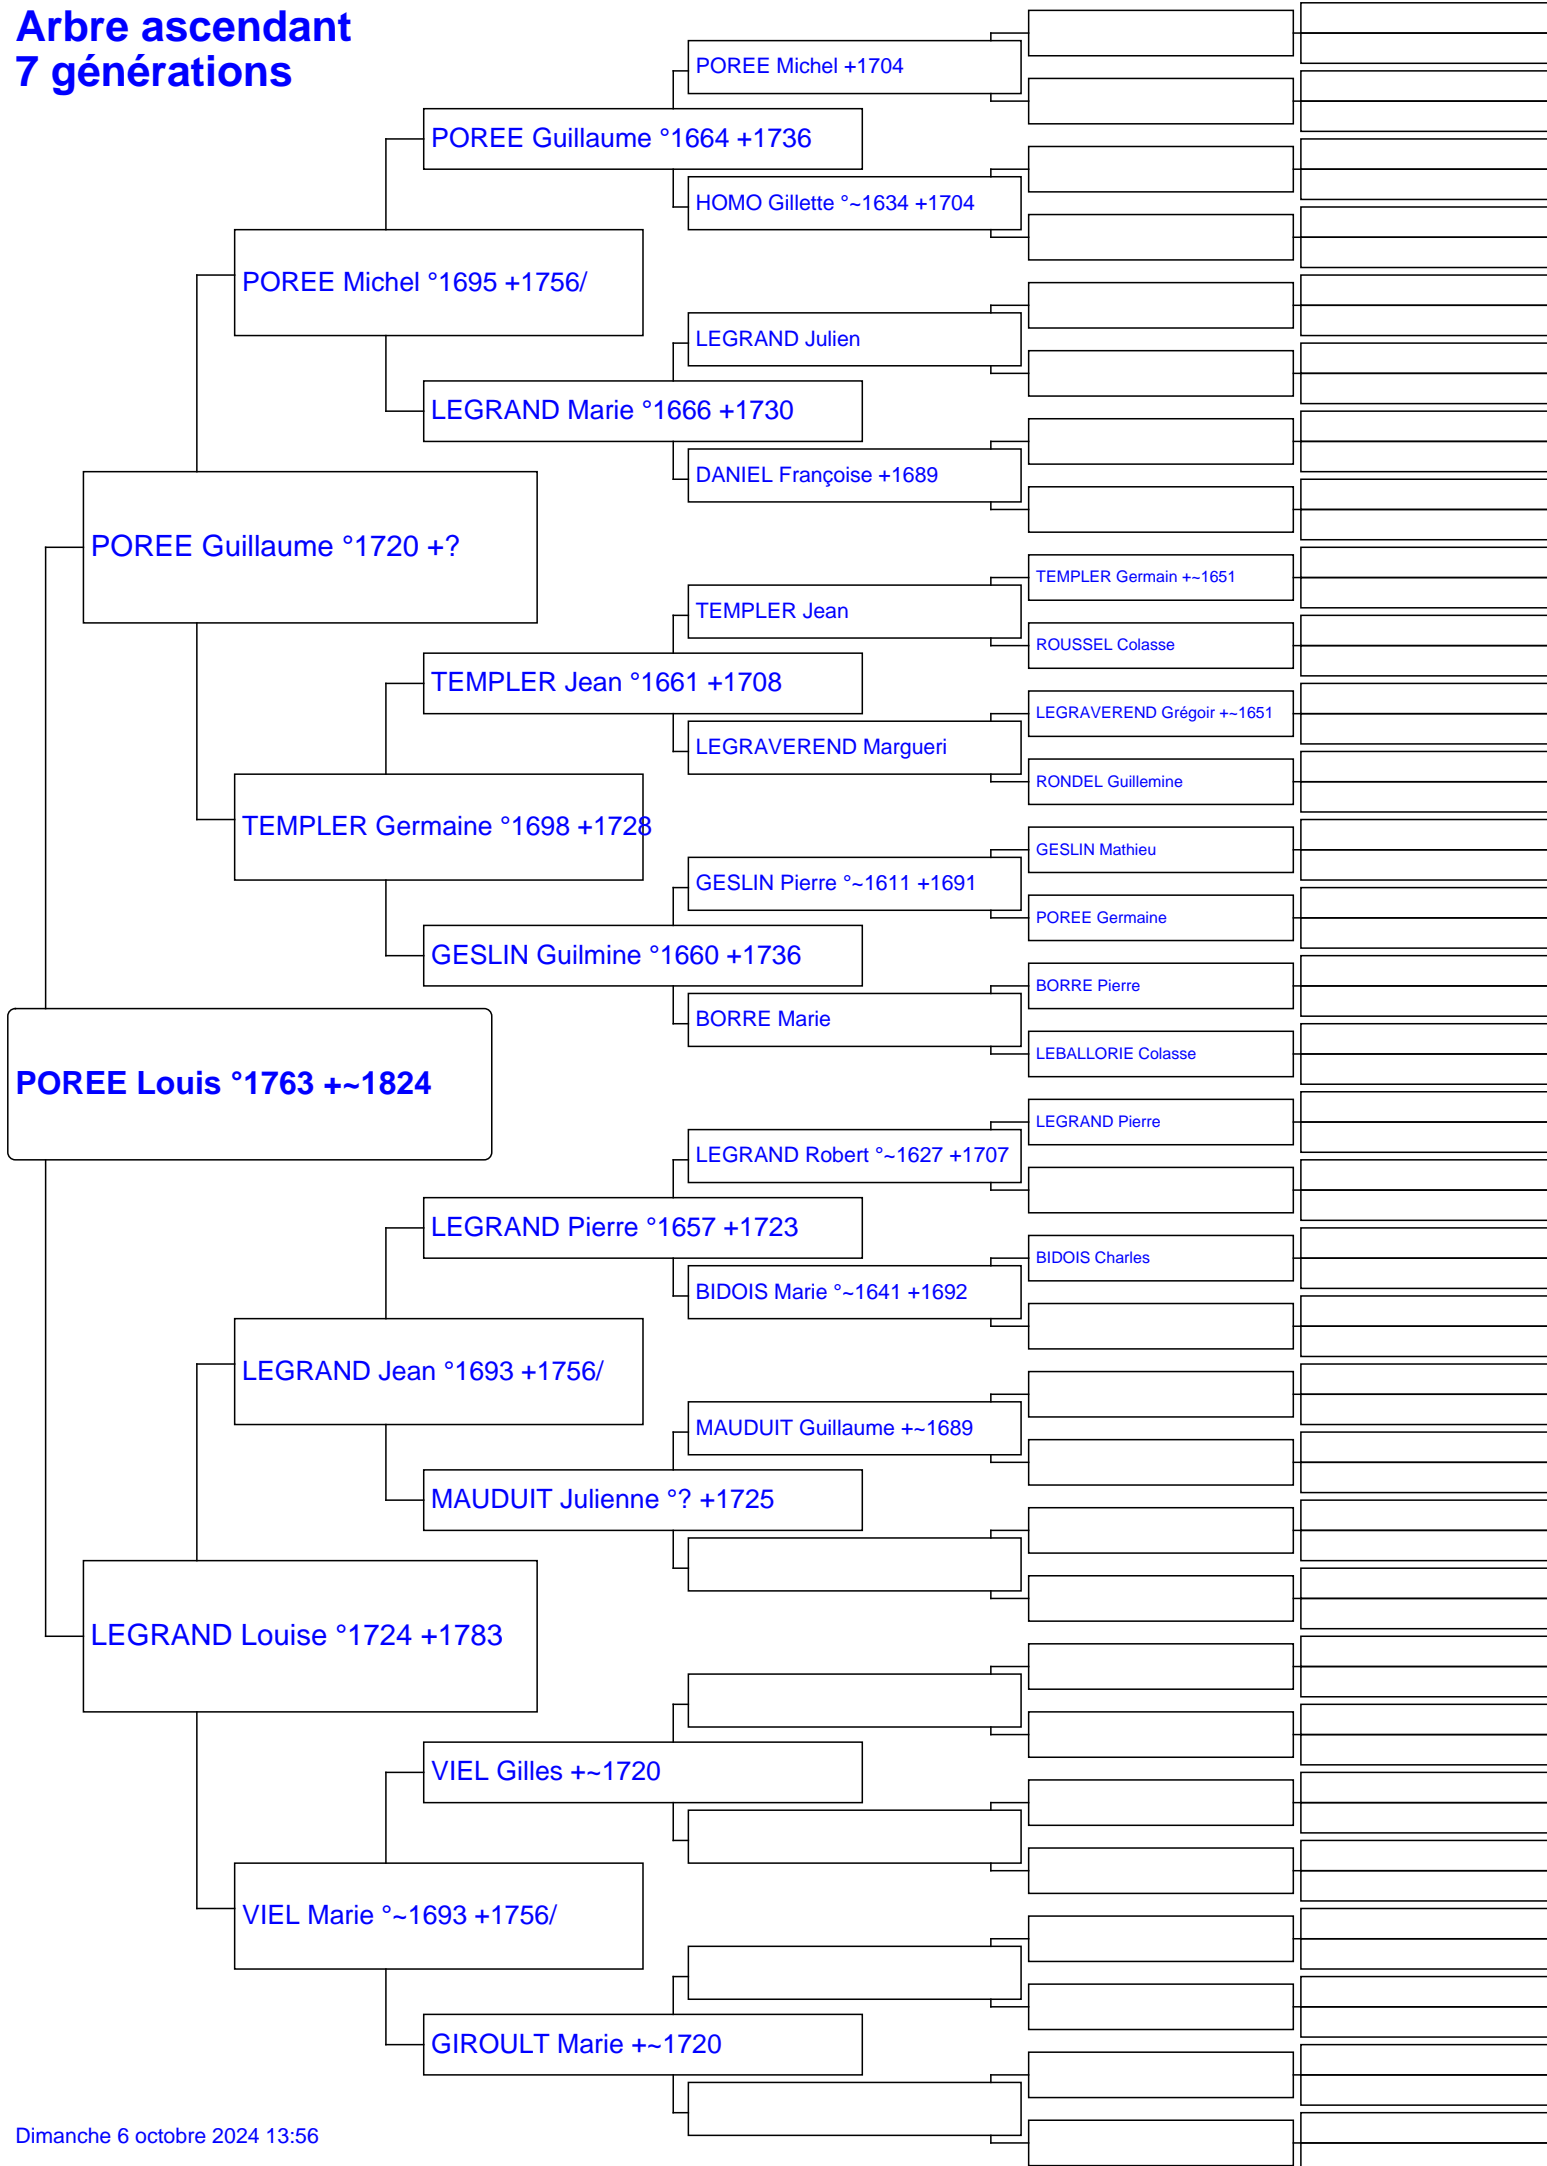 Arbre ascendant
7 générations
POREE Michel +1704
POREE Guillaume °1664 +1736
HOMO Gillette °~1634 +1704
POREE Michel °1695 +1756/
LEGRAND Julien
LEGRAND Marie °1666 +1730
DANIEL Françoise +1689
POREE Guillaume °1720 +?
TEMPLER Germain +~1651
TEMPLER Jean
ROUSSEL Colasse
TEMPLER Jean °1661 +1708
LEGRAVEREND Grégoir +~1651
LEGRAVEREND Margueri
RONDEL Guillemine
TEMPLER Germaine °1698 +1728
GESLIN Mathieu
GESLIN Pierre °~1611 +1691
POREE Germaine
GESLIN Guilmine °1660 +1736
BORRE Pierre
BORRE Marie
LEBALLORIE Colasse
POREE Louis °1763 +~1824
LEGRAND Pierre
LEGRAND Robert °~1627 +1707
LEGRAND Pierre °1657 +1723
BIDOIS Charles
BIDOIS Marie °~1641 +1692
LEGRAND Jean °1693 +1756/
MAUDUIT Guillaume +~1689
MAUDUIT Julienne °? +1725
LEGRAND Louise °1724 +1783
VIEL Gilles +~1720
VIEL Marie °~1693 +1756/
GIROULT Marie +~1720
Dimanche 6 octobre 2024 13:56